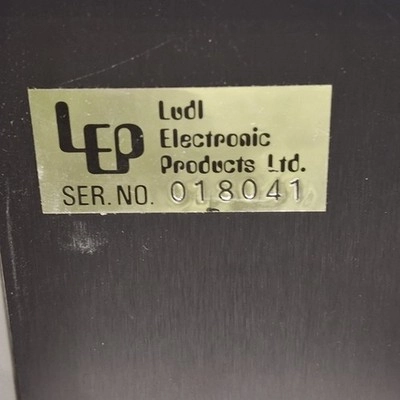 LEP
Ludl
Electronic
Products Ltd.
SER. NO. 018041